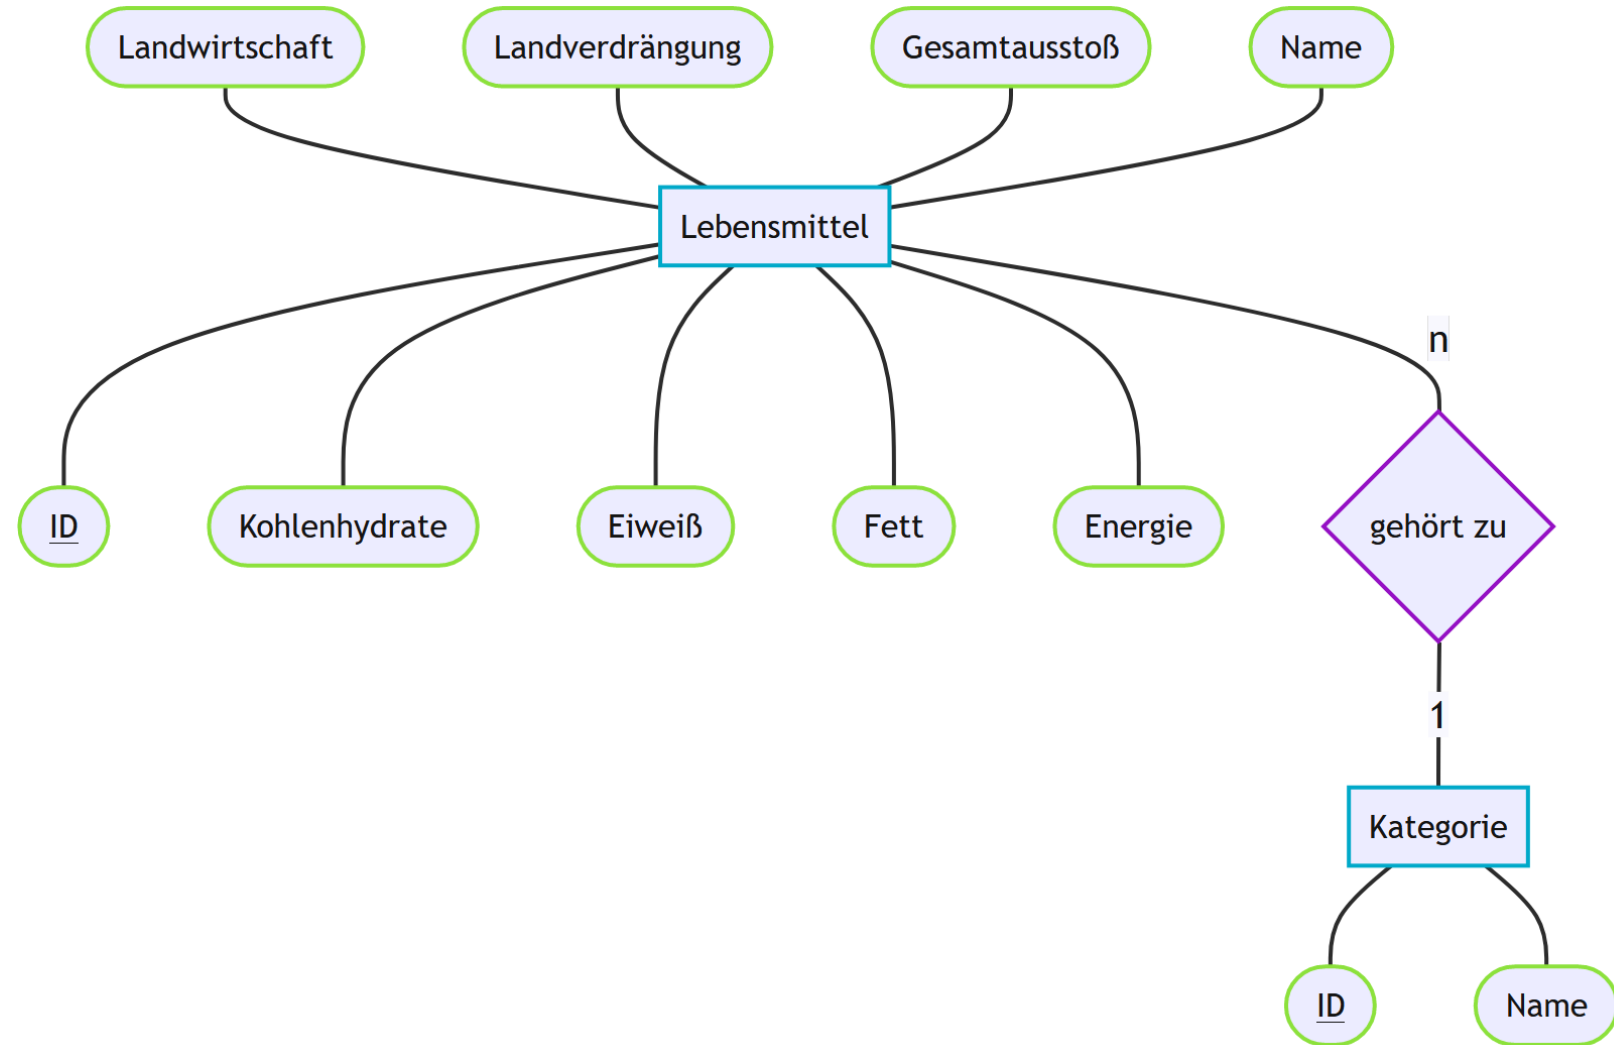 Landwirtschaft
Landverdrängung
Gesamtausstoß
Name
Lebensmittel
n
ID
Kohlenhydrate
Eiweiß
Fett
Energie
gehört zu
1
Kategorie
ID
Name